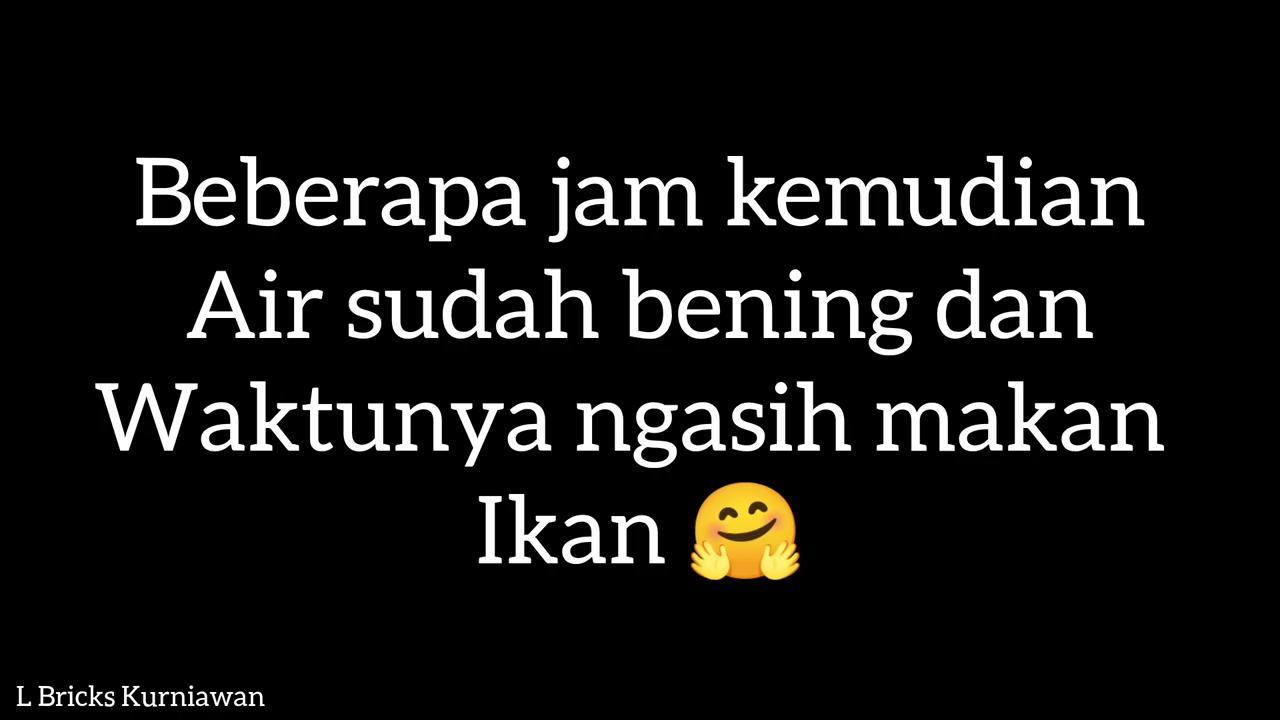 Beberapa jam kemudian
Air sudah bening dan
Waktunya ngasih makan
Ikan 🤗
L Bricks Kurniawan